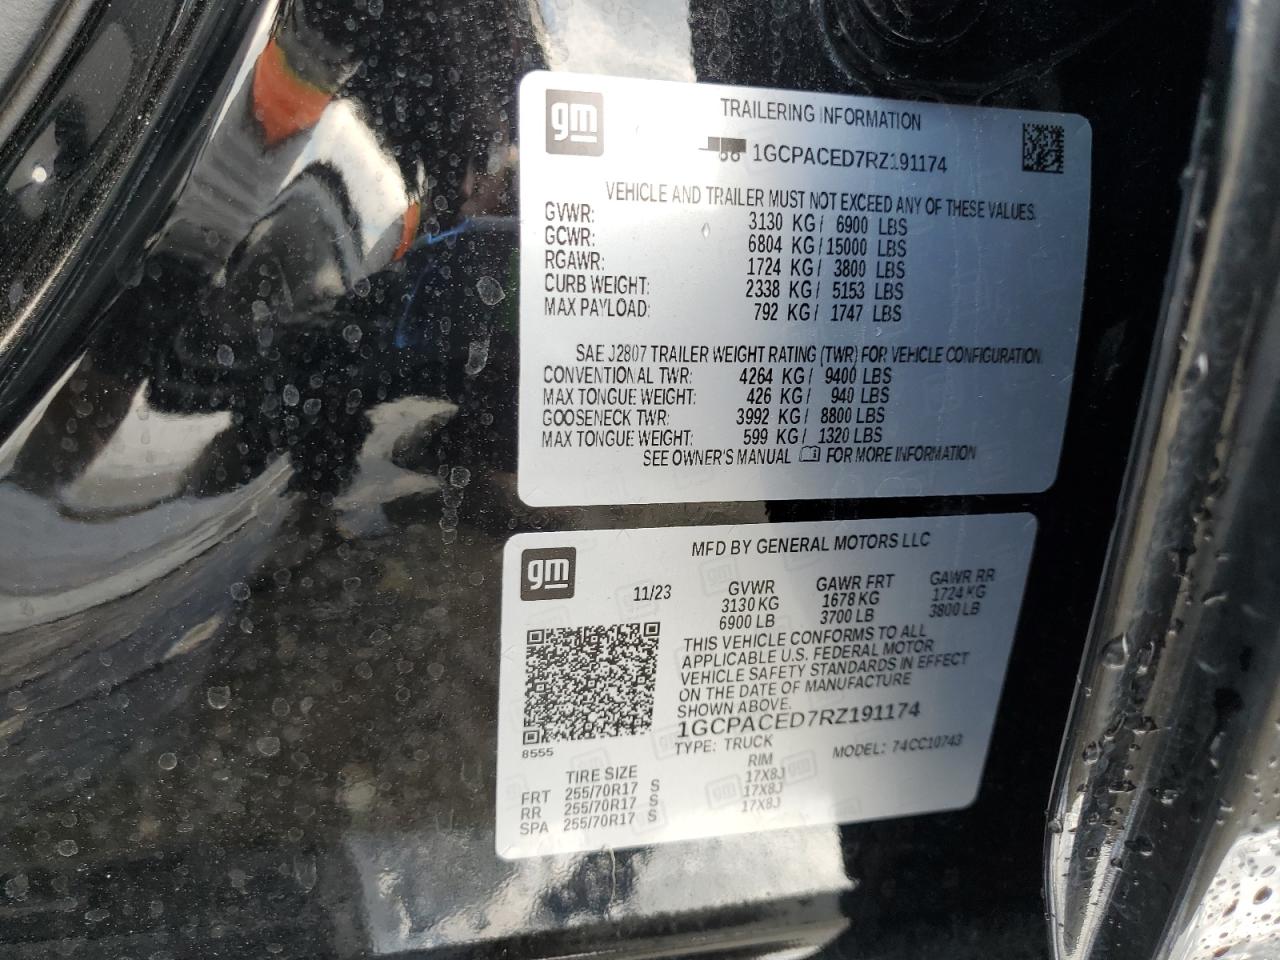 gm
TRAILERING INFORMATION
1GCPACED7RZ191174
VEHICLE AND TRAILER MUST NOT EXCEED ANY OF THESE VALUES.
GVWR: 3130 KG / 6900 LBS
GCWR: 6804 KG / 15000 LBS
RGAWR: 1724 KG / 3800 LBS
CURB WEIGHT: 2338 KG / 5153 LBS
MAX PAYLOAD: 792 KG / 1747 LBS
SAE J2807 TRAILER WEIGHT RATING (TWR) FOR VEHICLE CONFIGURATION
CONVENTIONAL TWR: 4264 KG / 9400 LBS
MAX TONGUE WEIGHT: 426 KG / 940 LBS
GOOSENECK TWR: 3992 KG / 8800 LBS
MAX TONGUE WEIGHT: 599 KG / 1320 LBS
SEE OWNER'S MANUAL FOR MORE INFORMATION
gm
MFD BY GENERAL MOTORS LLC
11/23 GVWR GAWR FRT GAWR RR
3130 KG 1678 KG 1724 KG
6900 LB 3700 LB 3800 LB
THIS VEHICLE CONFORMS TO ALL
APPLICABLE U.S. FEDERAL MOTOR
VEHICLE SAFETY STANDARDS IN EFFECT
ON THE DATE OF MANUFACTURE
SHOWN ABOVE.
1GCPACED7RZ191174
8555 TYPE: TRUCK MODEL: 74CC10743
TIRE SIZE RIM
FRT 255/70R17 S 17X8J
RR 255/70R17 S 17X8J
SPA 255/70R17 S 17X8J